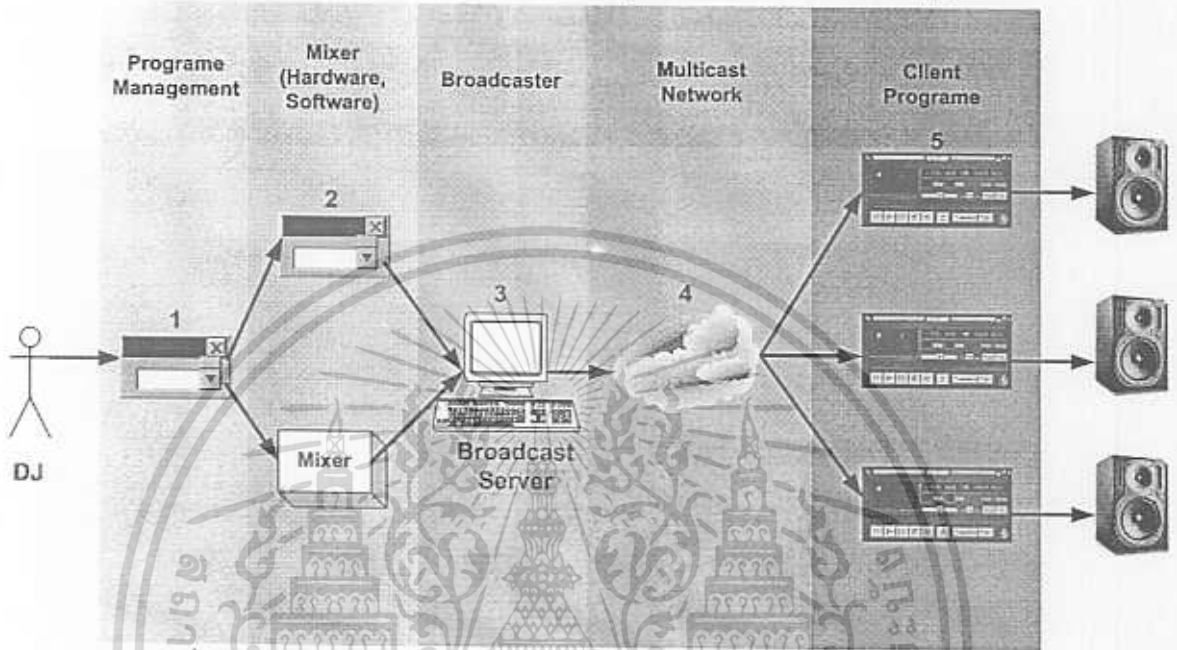 Programe
Management
Mixer
(Hardware,
Software)
Broadcaster
Multicast
Network
Client
Programe
1
2
3
4
5
DJ
Mixer
Broadcast
Server